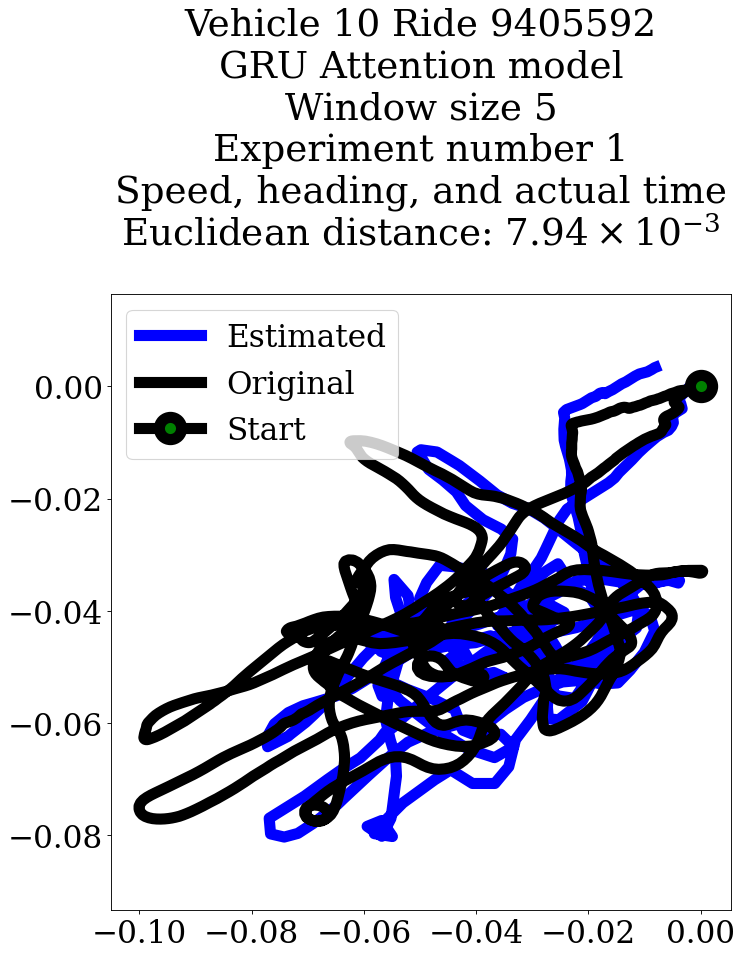 Vehicle 10 Ride 9405592
GRU Attention model
Window size 5
Experiment number 1
Speed, heading, and actual time
Euclidean distance: 7.94 × 10⁻³
Estimated
Original
Start
0.00
−0.02
−0.04
−0.06
−0.08
−0.10 −0.08 −0.06 −0.04 −0.02 0.00